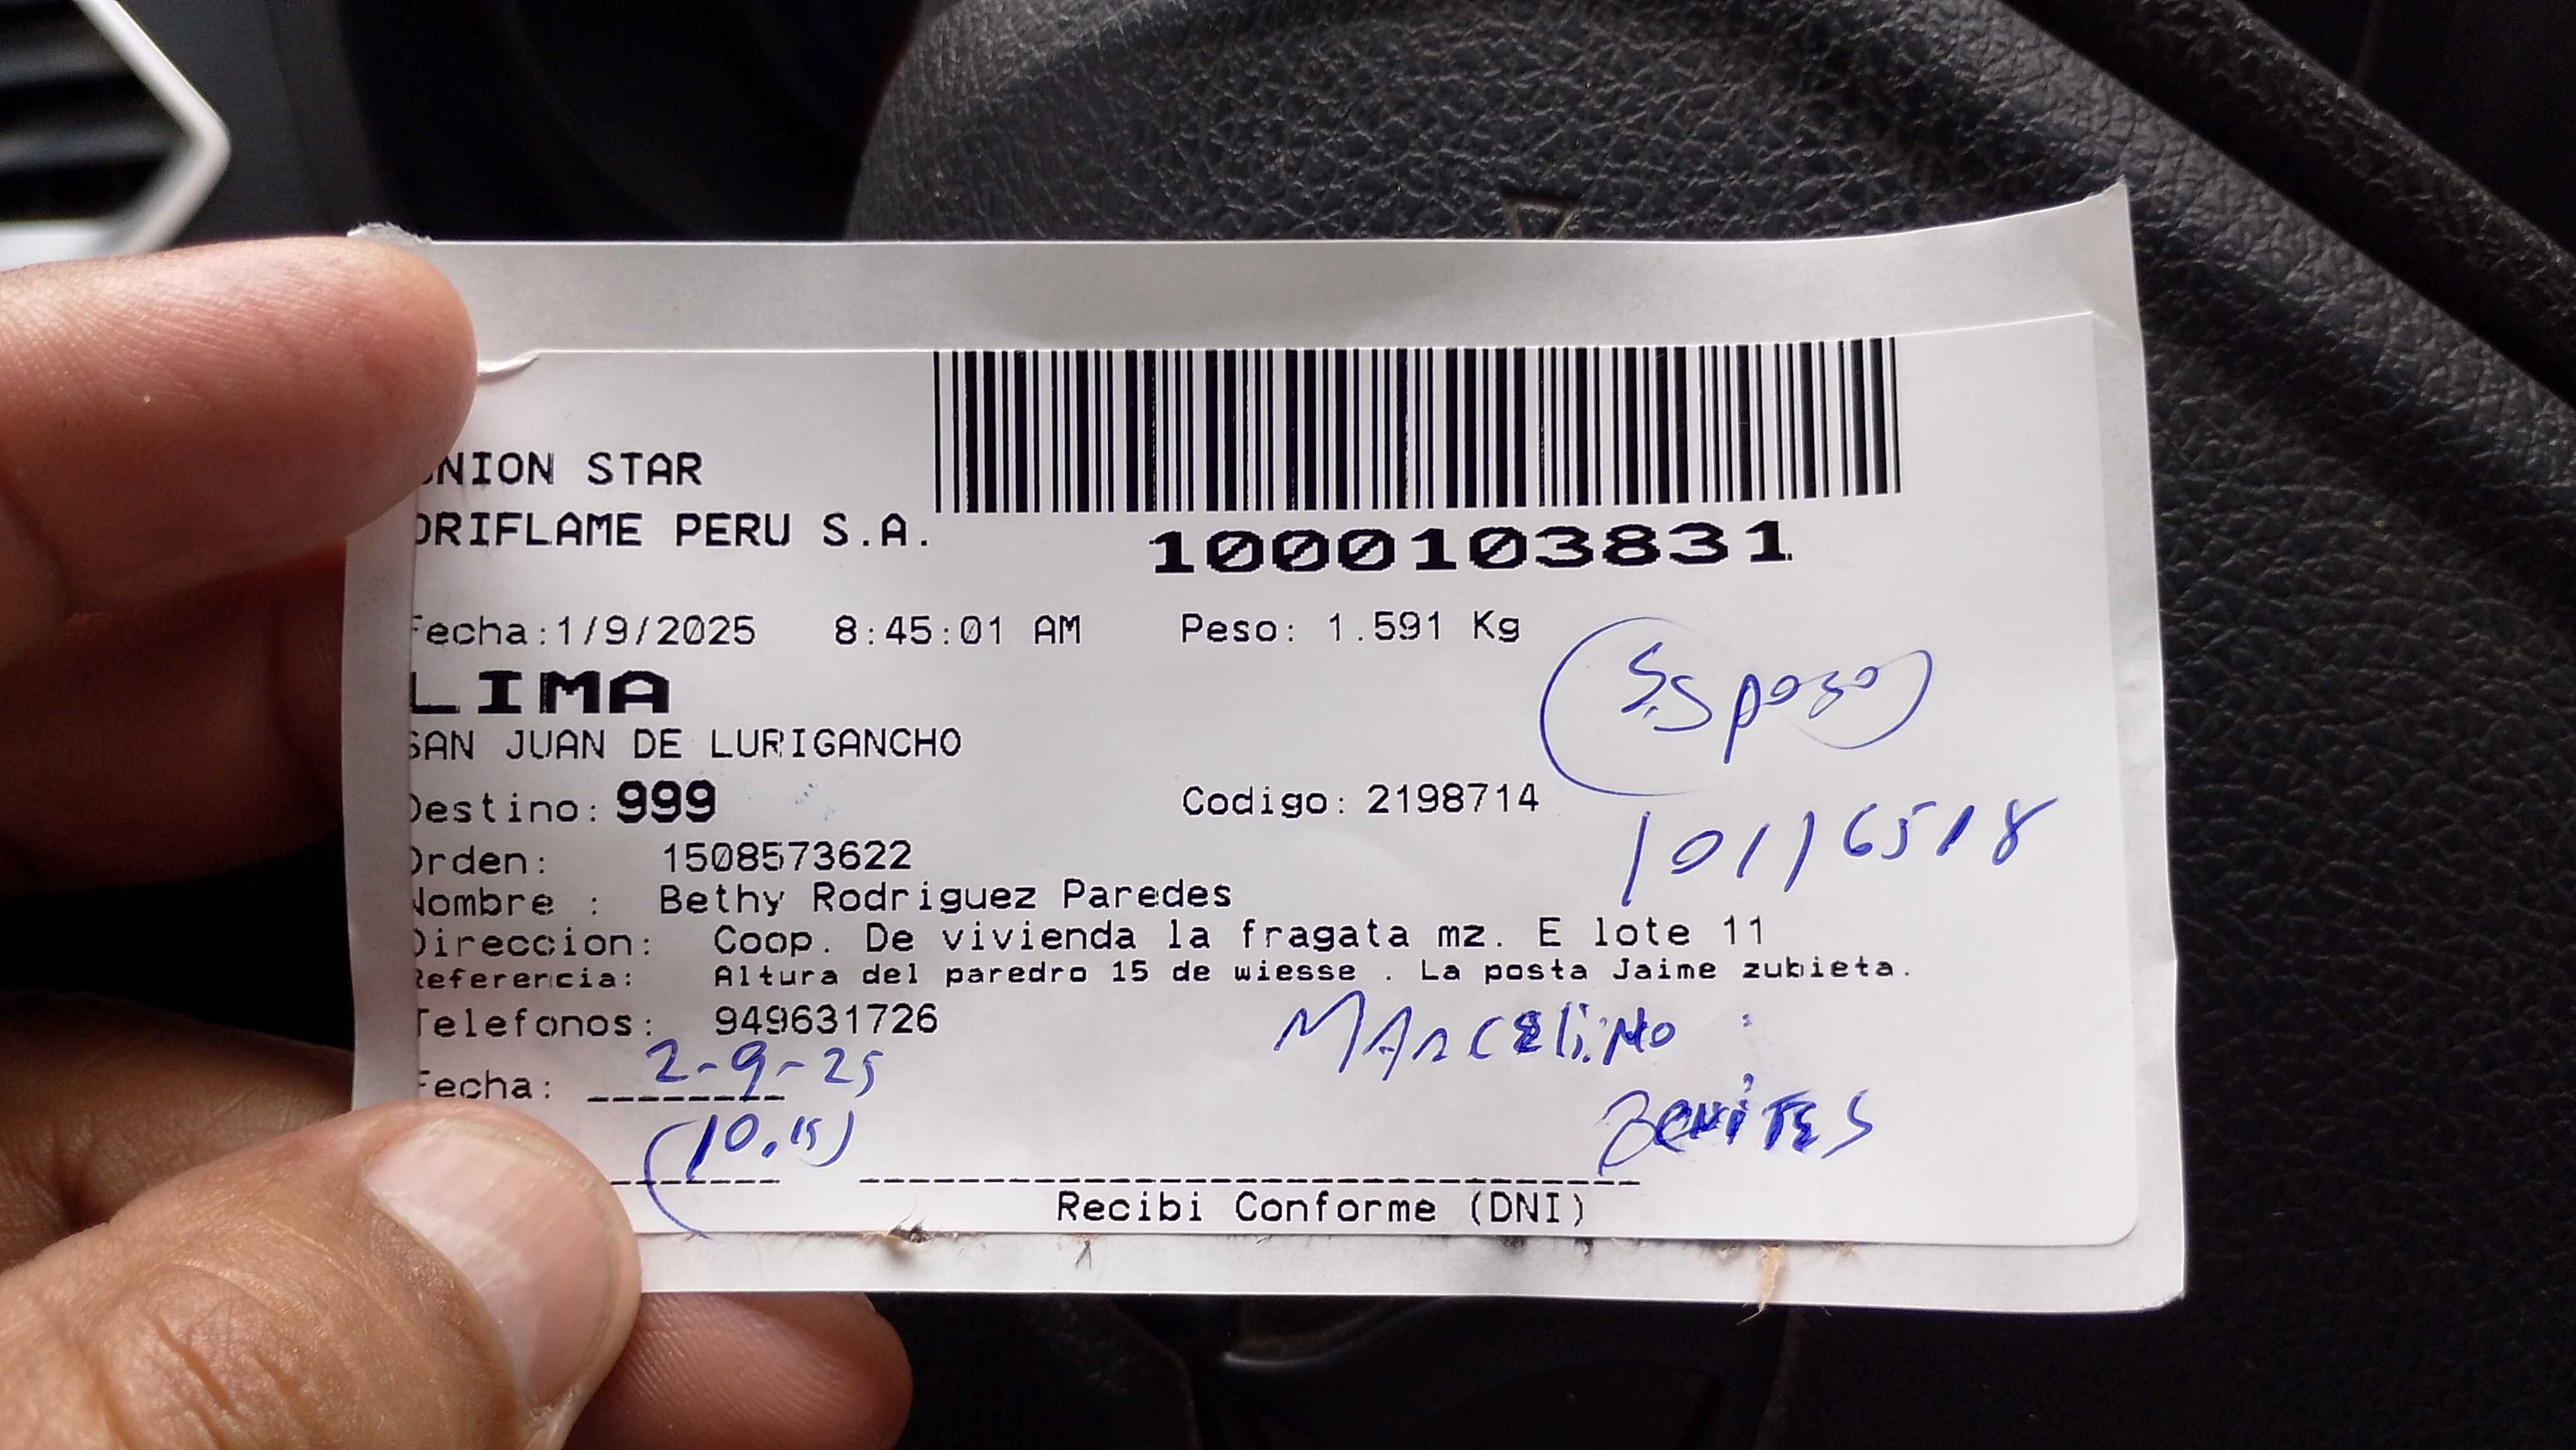 UNION STAR
ORIFLAME PERU S.A.
1000103831
Fecha:1/9/2025 8:45:01 AM Peso: 1.591 Kg
LIMA
Esposo
SAN JUAN DE LURIGANCHO
Destino: 999 Codigo: 2198714
10116518
Orden: 1508573622
Nombre : Bethy Rodriguez Paredes
Direccion: Coop. De vivienda la fragata mz. E lote 11
Referencia: Altura del paredro 15 de wiesse . La posta Jaime zubieta.
Telefonos: 949631726
MARCELINO
Fecha: 2-9-25
BENITES
(10.15)
Recibi Conforme (DNI)